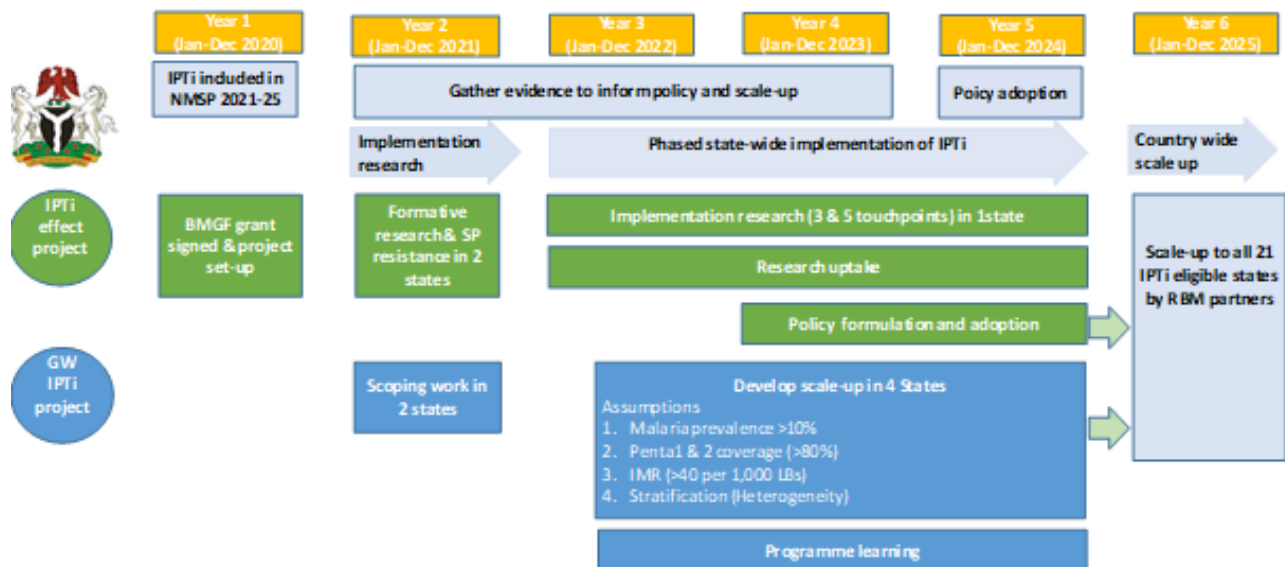 Year 1
(Jan-Dec 2020)
Year 2
(Jan-Dec 2021)
Year 3
(Jan-Dec 2022)
Year 4
(Jan-Dec 2023)
Year 5
(Jan-Dec 2024)
Year 6
(Jan-Dec 2025)
IPTi included in
NMSP 2021-25
Gather evidence to inform policy and scale-up
Poicy adoption
Implementation
research
Phased state-wide implementation of IPTi
Country wide
scale up
IPTi
effect
project
BMGF grant
signed & project
set-up
Formative
research & SP
resistance in 2
states
Implementation research (3 & 5 touchpoints) in 1 state
Research uptake
Policy formulation and adoption
Scale-up to all 21
IPTi eligible states
by RBM partners
GW
IPTi
project
Scoping work in
2 states
Develop scale-up in 4 States
Assumptions
1. Malaria prevalence >10%
2. Penta1 & 2 coverage (>80%)
3. IMR (>40 per 1,000 LBs)
4. Stratification (Heterogeneity)
Programme learning